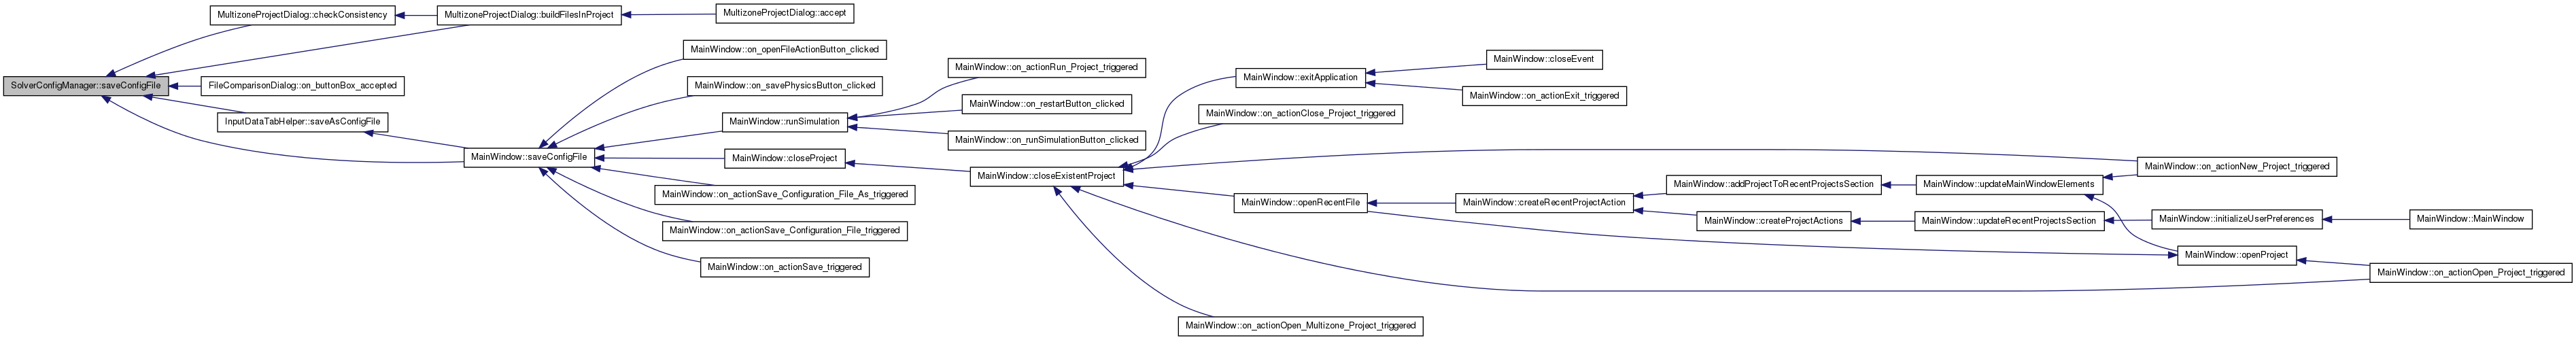 SolverConfigManager::saveConfigFile
MultizoneProjectDialog::checkConsistency
MultizoneProjectDialog::buildFilesInProject
MultizoneProjectDialog::accept
FileComparisonDialog::on_buttonBox_accepted
InputDataTabHelper::saveAsConfigFile
MainWindow::saveConfigFile
MainWindow::on_openFileActionButton_clicked
MainWindow::on_savePhysicsButton_clicked
MainWindow::runSimulation
MainWindow::closeProject
MainWindow::on_actionSave_Configuration_File_As_triggered
MainWindow::on_actionSave_Configuration_File_triggered
MainWindow::on_actionSave_triggered
MainWindow::on_actionRun_Project_triggered
MainWindow::on_restartButton_clicked
MainWindow::on_runSimulationButton_clicked
MainWindow::closeExistentProject
MainWindow::exitApplication
MainWindow::on_actionClose_Project_triggered
MainWindow::openRecentFile
MainWindow::on_actionOpen_Multizone_Project_triggered
MainWindow::closeEvent
MainWindow::on_actionExit_triggered
MainWindow::createRecentProjectAction
MainWindow::addProjectToRecentProjectsSection
MainWindow::createProjectActions
MainWindow::updateMainWindowElements
MainWindow::updateRecentProjectsSection
MainWindow::on_actionNew_Project_triggered
MainWindow::initializeUserPreferences
MainWindow::openProject
MainWindow::MainWindow
MainWindow::on_actionOpen_Project_triggered